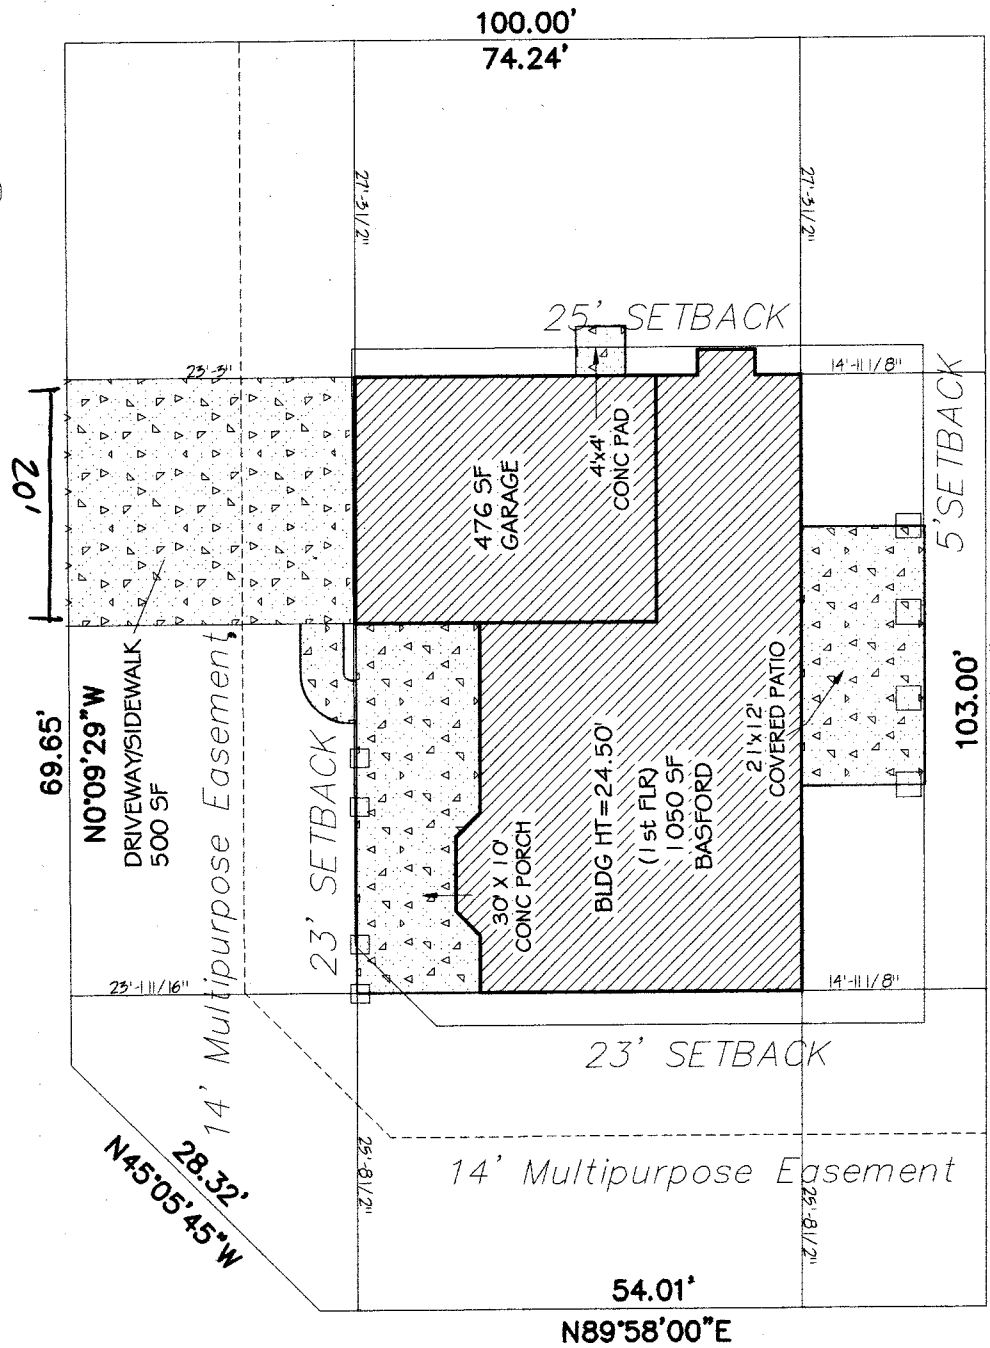 100.00'
74.24'
27'-3 1/2"
27'-3 1/2"
25' SETBACK
23'-3"
14'-11 1/8"
5' SETBACK
20'
476 SF
GARAGE
4'x4'
CONC PAD
69.65'
N0°09'29"W
DRIVEWAY/SIDEWALK
500 SF
14' Multipurpose Easement
23' SETBACK
30' X 10'
CONC PORCH
BLDG HT = 24.50'
(1st FLR)
1050 SF
BASFORD
21'x12'
COVERED PATIO
103.00'
23'-1 11/16"
14'-11 1/8"
23' SETBACK
28.32'
N45°05'45"W
25'-8 1/2"
14' Multipurpose Easement
25'-8 1/2"
54.01'
N89°58'00"E